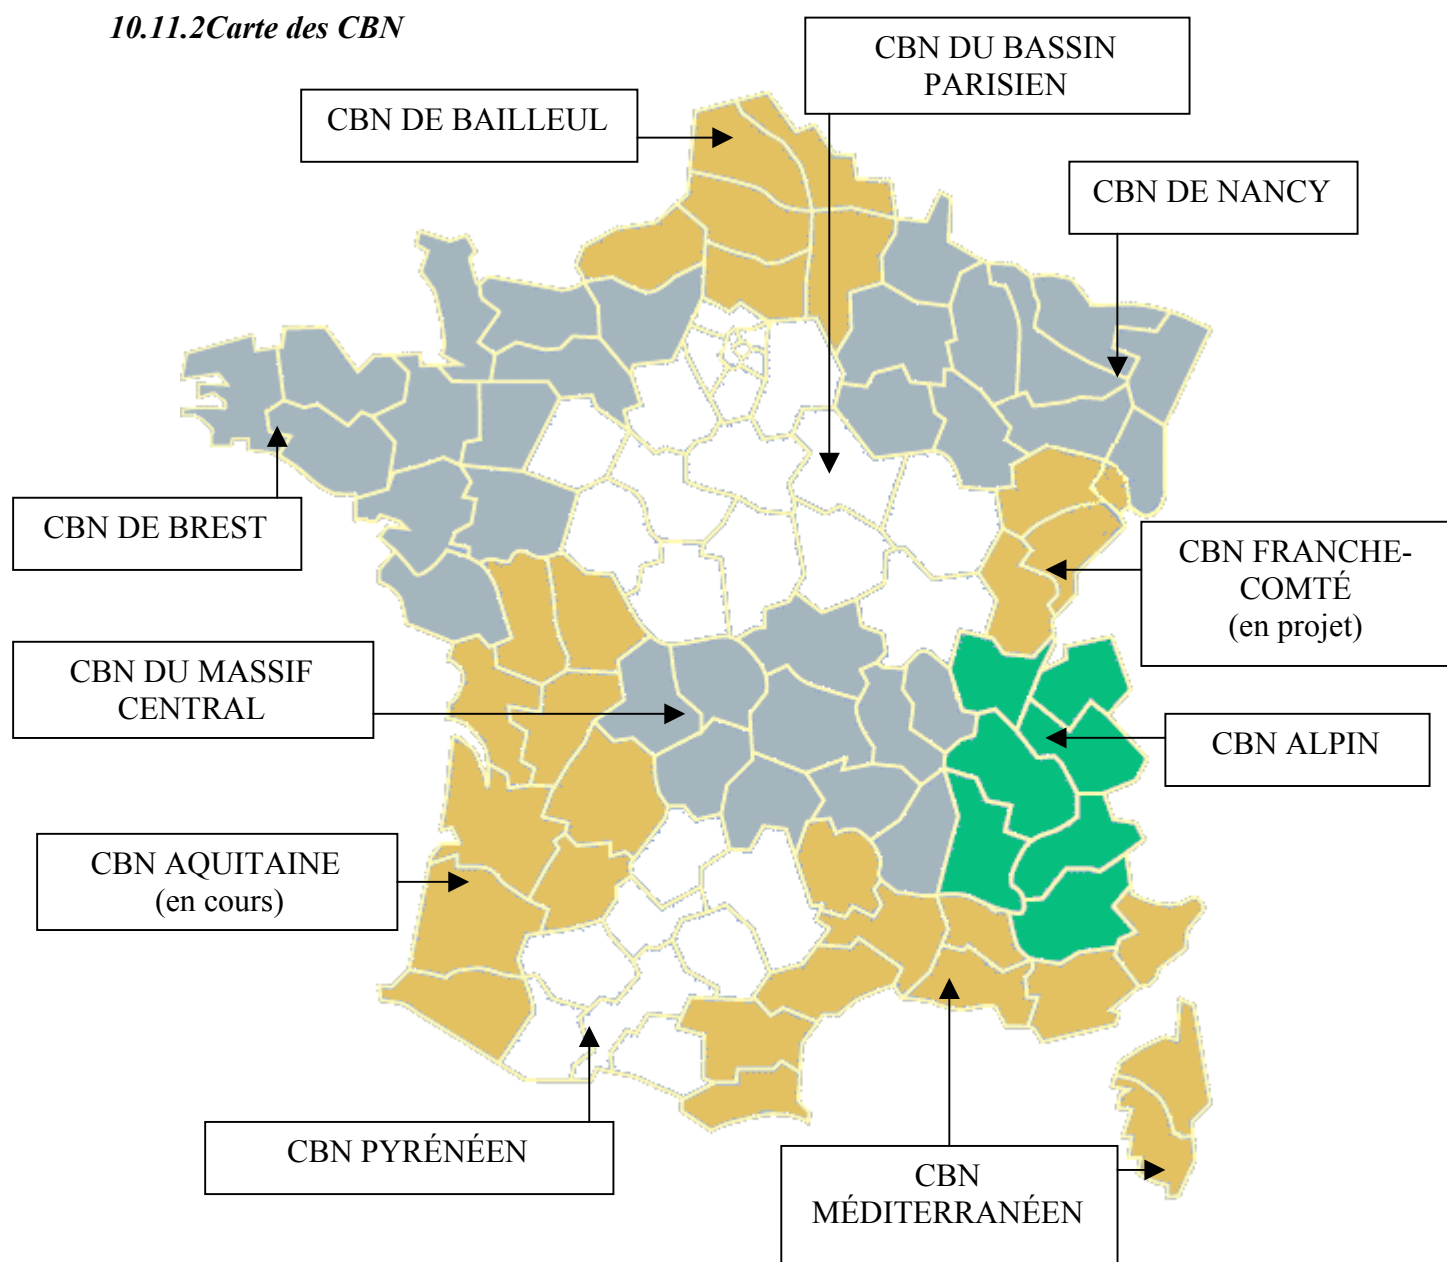 10.11.2Carte des CBN
CBN DU BASSIN
PARISIEN
CBN DE BAILLEUL
CBN DE NANCY
CBN DE BREST
CBN FRANCHE-
COMTÉ
(en projet)
CBN DU MASSIF
CENTRAL
CBN ALPIN
CBN AQUITAINE
(en cours)
CBN PYRÉNÉEN
CBN
MÉDITERRANÉEN